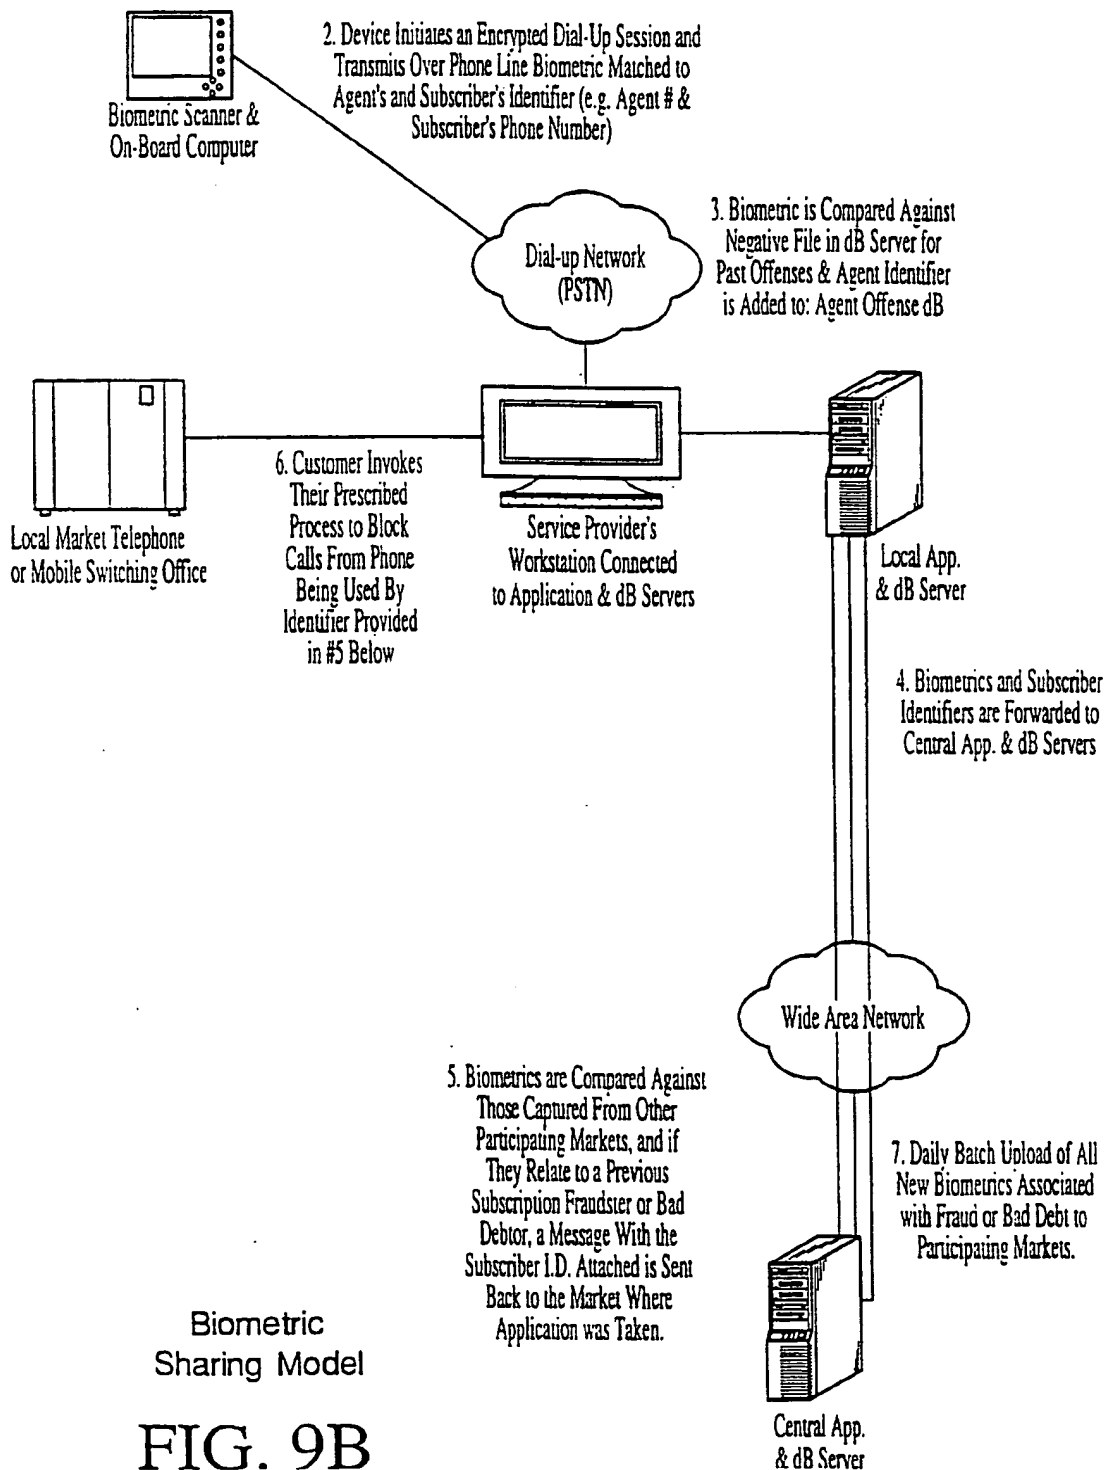 2. Device Initiates an Encrypted Dial-Up Session and
Transmits Over Phone Line Biometric Matched to
Agent's and Subscriber's Identifier (e.g. Agent # &
Subscriber's Phone Number)
Biometric Scanner &
On-Board Computer
3. Biometric is Compared Against
Negative File in dB Server for
Past Offenses & Agent Identifier
is Added to: Agent Offense dB
Dial-up Network
(PSTN)
6. Customer Invokes
Their Prescribed
Process to Block
Calls From Phone
Being Used By
Identifier Provided
in #5 Below
Local Market Telephone
or Mobile Switching Office
Service Provider's
Workstation Connected
to Application & dB Servers
Local App.
& dB Server
4. Biometrics and Subscriber
Identifiers are Forwarded to
Central App. & dB Servers
Wide Area Network
5. Biometrics are Compared Against
Those Captured From Other
Participating Markets, and if
They Relate to a Previous
Subscription Fraudster or Bad
Debtor, a Message With the
Subscriber I.D. Attached is Sent
Back to the Market Where
Application was Taken.
7. Daily Batch Upload of All
New Biometrics Associated
with Fraud or Bad Debt to
Participating Markets.
Biometric
Sharing Model
FIG. 9B
Central App.
& dB Server